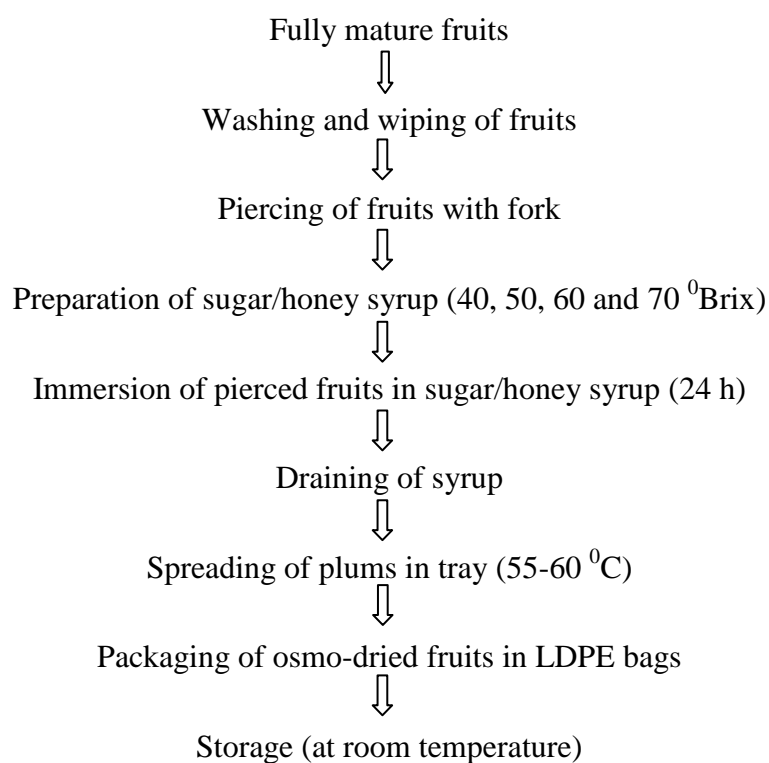 Fully mature fruits
Washing and wiping of fruits
Piercing of fruits with fork
Preparation of sugar/honey syrup (40, 50, 60 and 70 ⁰Brix)
Immersion of pierced fruits in sugar/honey syrup (24 h)
Draining of syrup
Spreading of plums in tray (55-60 ⁰C)
Packaging of osmo-dried fruits in LDPE bags
Storage (at room temperature)